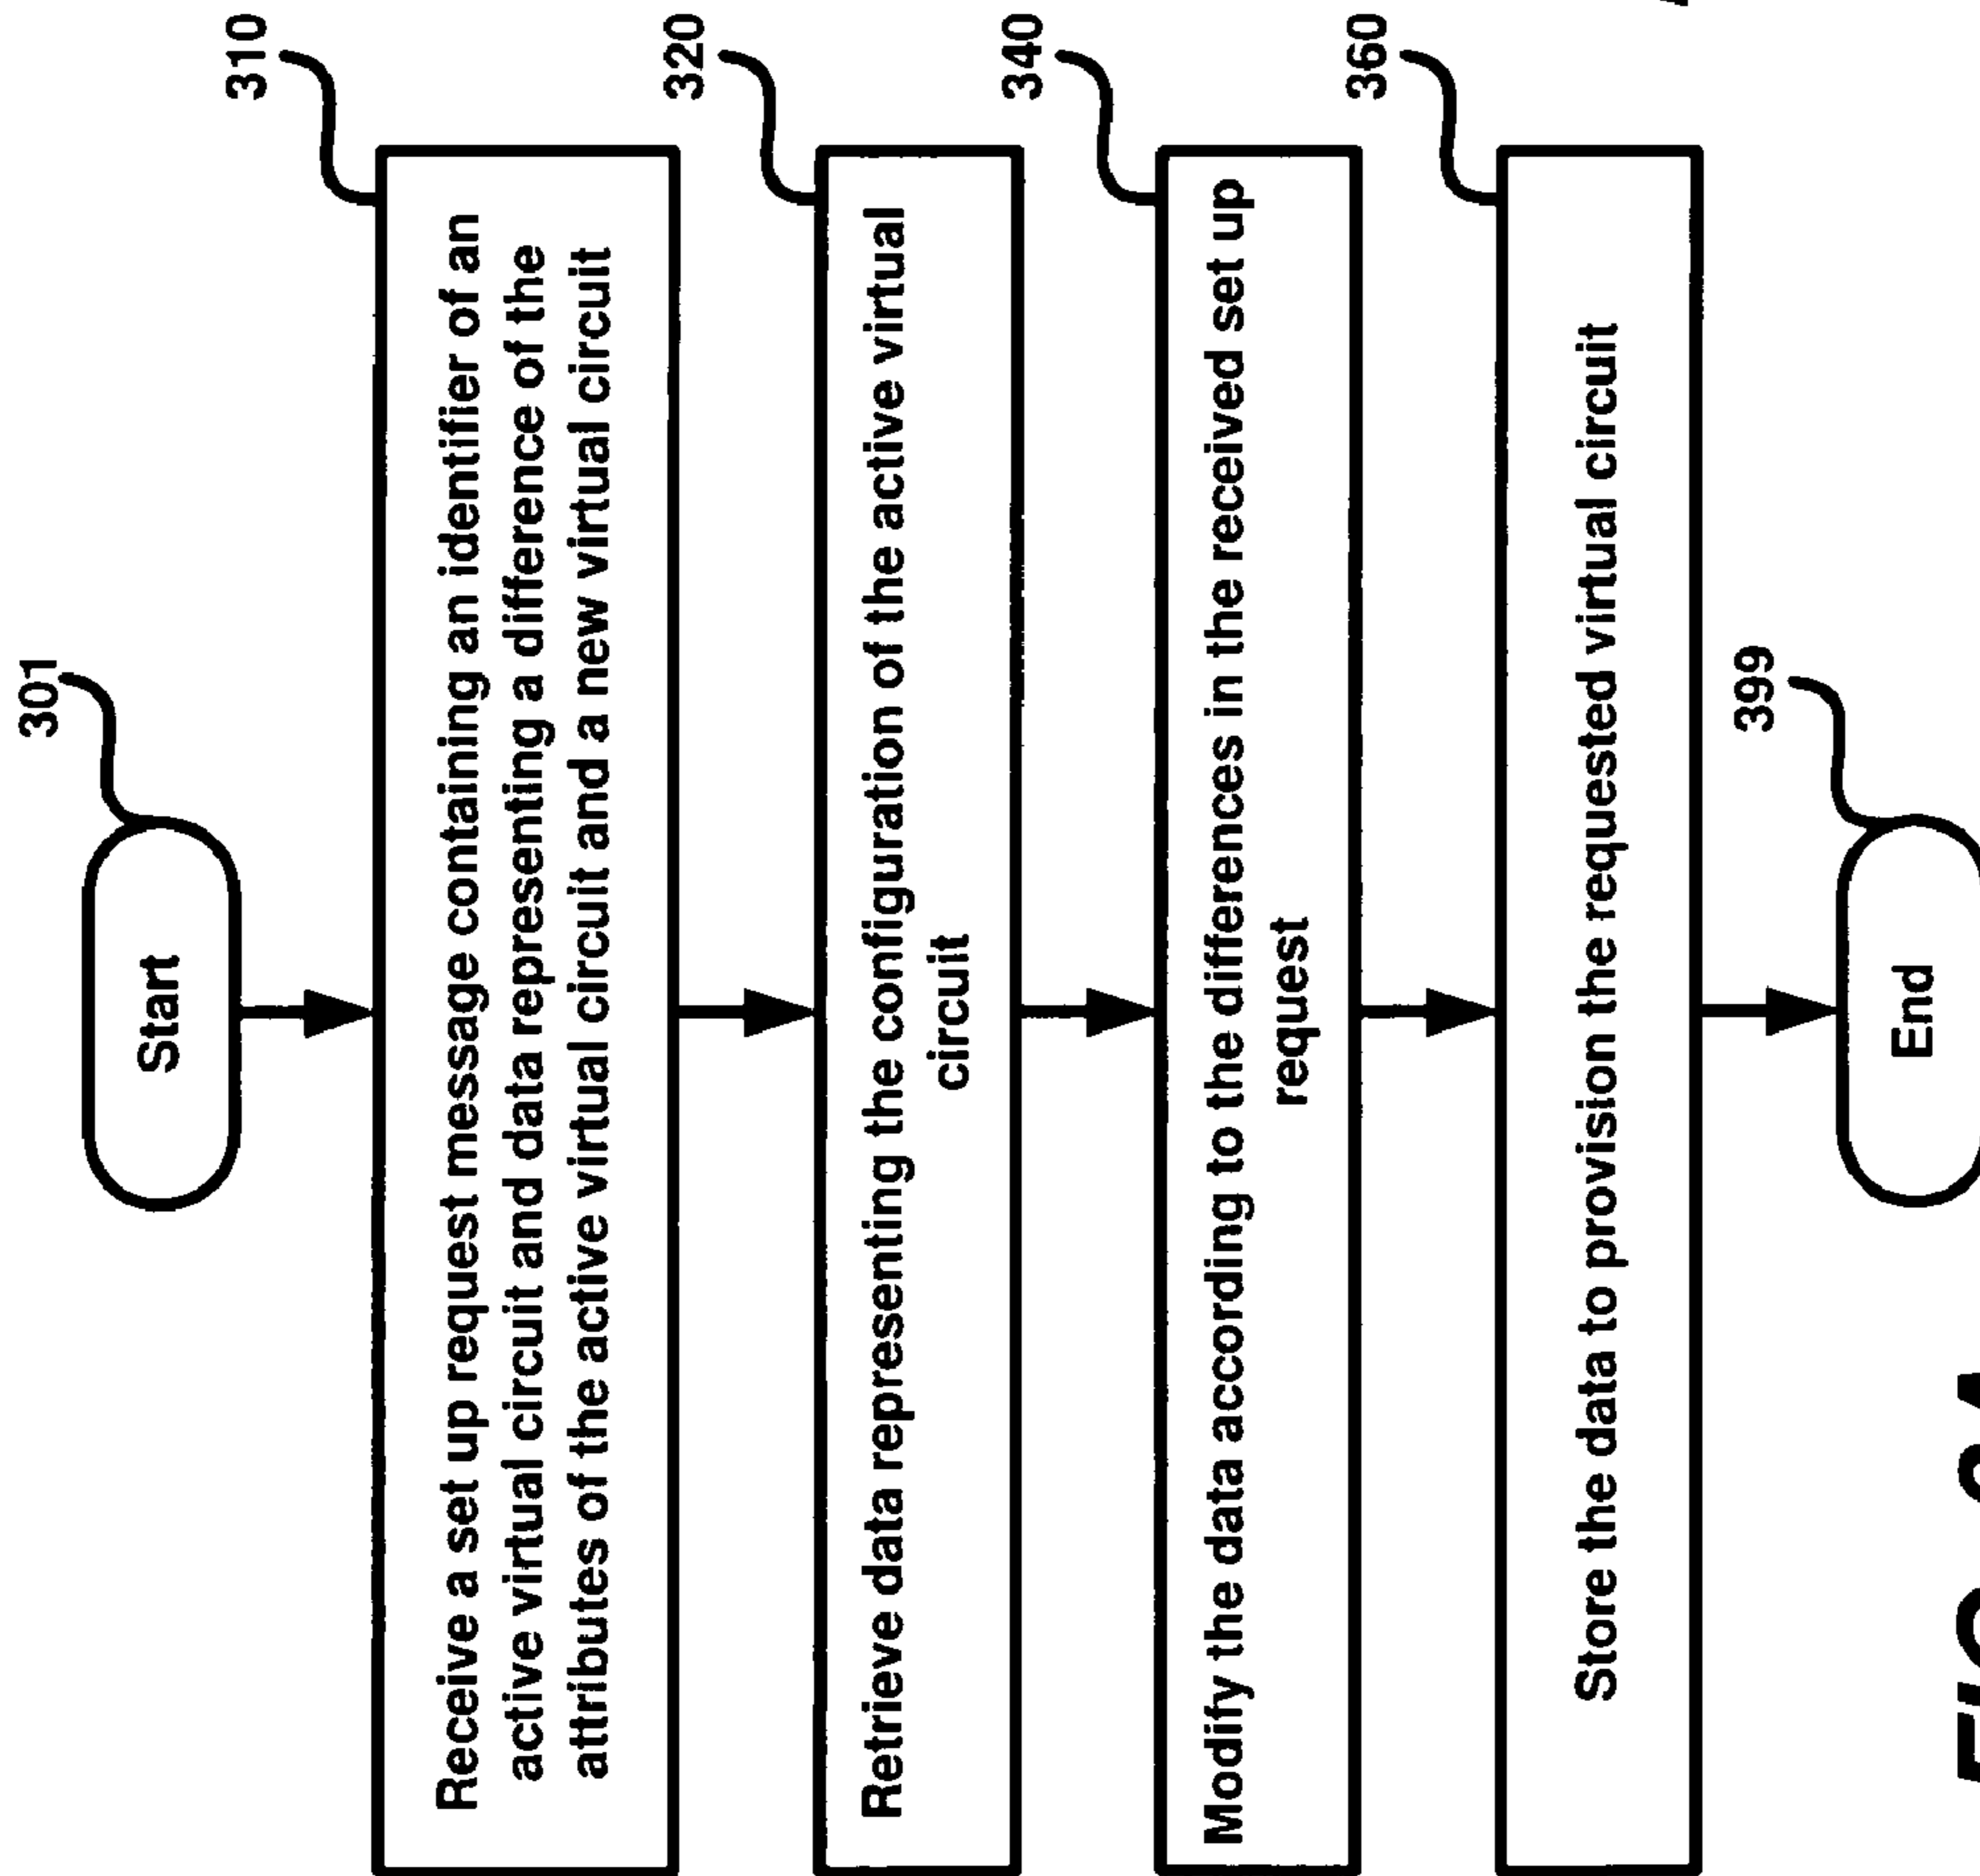 301
Start
310
Receive a set up request message containing an identifier of an
active virtual circuit and data representing a difference of the
attributes of the active virtual circuit and a new virtual circuit
320
Retrieve data representing the configuration of the active virtual
circuit
340
Modify the data according to the differences in the received set up
request
360
Store the data to provision the requested virtual circuit
399
End